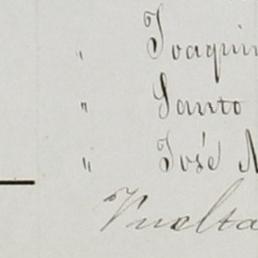 " Joaquin
" Santo
" José
Vuelta